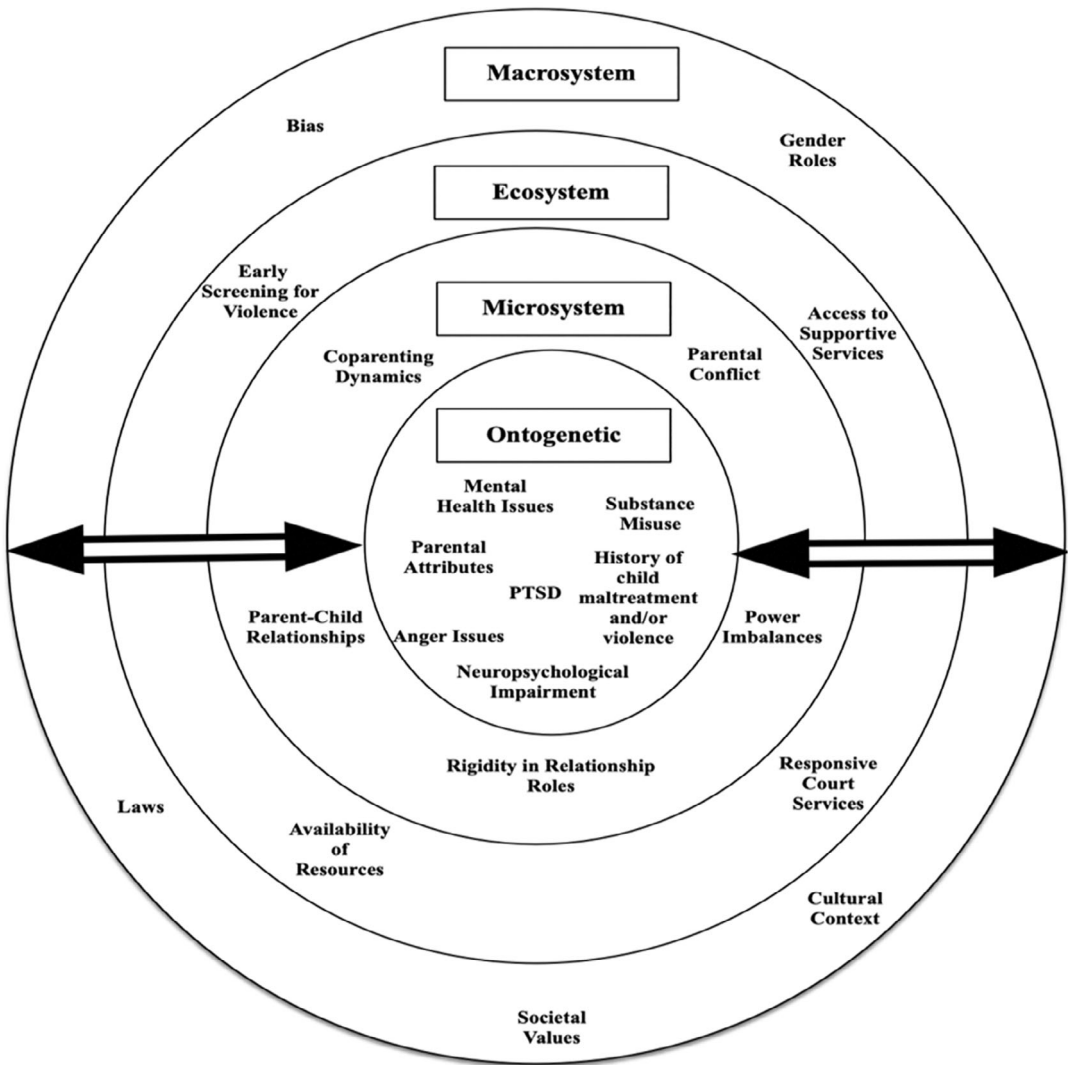 Macrosystem
Bias
Gender
Roles
Ecosystem
Early
Screening for
Violence
Access to
Supportive
Services
Microsystem
Coparenting
Dynamics
Parental
Conflict
Ontogenetic
Mental
Health Issues
Substance
Misuse
Parental
Attributes
PTSD
History of
child
maltreatment
and/or
violence
Anger Issues
Neuropsychological
Impairment
Parent-Child
Relationships
Power
Imbalances
Rigidity in Relationship
Roles
Responsive
Court
Services
Laws
Availability
of
Resources
Cultural
Context
Societal
Values